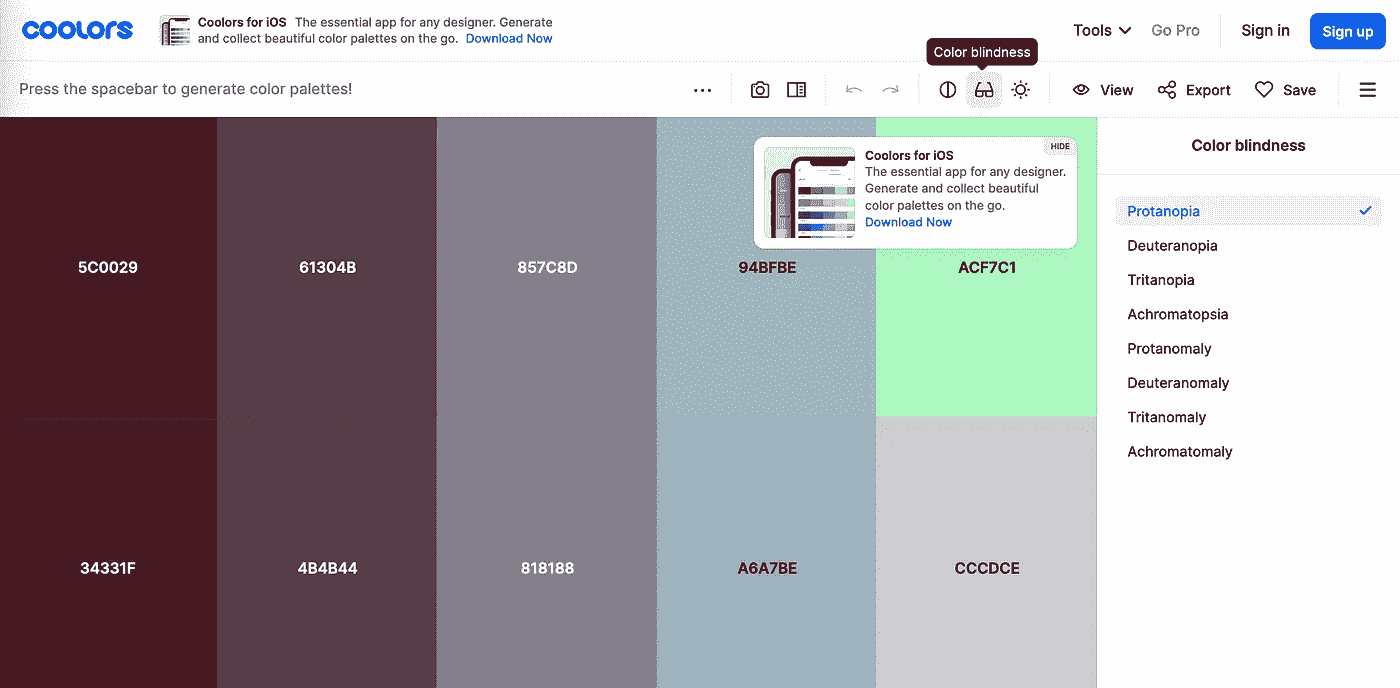 coolors
Coolors for iOS The essential app for any designer. Generate
and collect beautiful color palettes on the go. Download Now
Tools
Go Pro
Sign in
Sign up
Color blindness
Press the spacebar to generate color palettes!
View
Export
Save
HIDE
Coolors for iOS
The essential app for any designer.
Generate and collect beautiful
color palettes on the go.
Download Now
5C0029
61304B
857C8D
94BFBE
ACF7C1
34331F
4B4B44
818188
A6A7BE
CCCDCE
Color blindness
Protanopia
Deuteranopia
Tritanopia
Achromatopsia
Protanomaly
Deuteranomaly
Tritanomaly
Achromatomaly